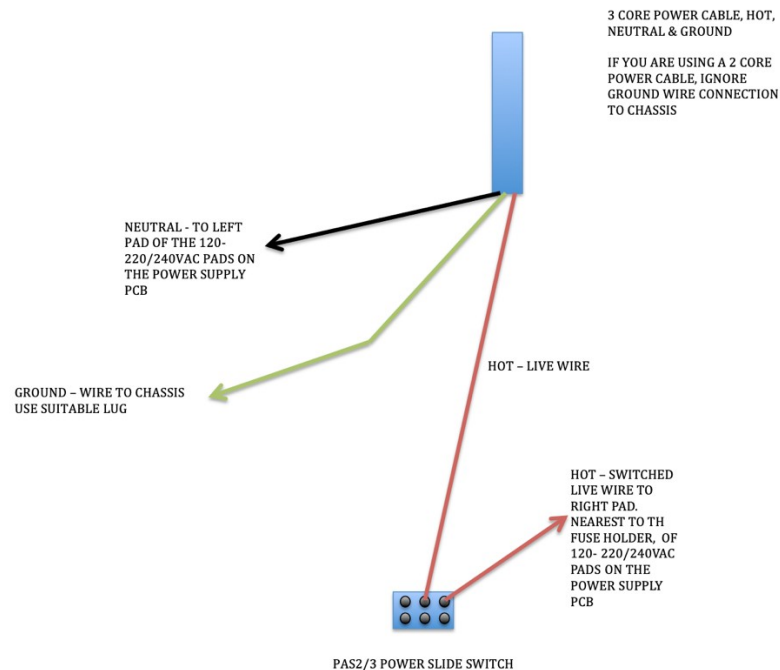 3 CORE POWER CABLE, HOT,
NEUTRAL & GROUND
IF YOU ARE USING A 2 CORE
POWER CABLE, IGNORE
GROUND WIRE CONNECTION
TO CHASSIS
NEUTRAL - TO LEFT
PAD OF THE 120-
220/240VAC PADS ON
THE POWER SUPPLY
PCB
HOT – LIVE WIRE
GROUND – WIRE TO CHASSIS
USE SUITABLE LUG
HOT – SWITCHED
LIVE WIRE TO
RIGHT PAD.
NEAREST TO TH
FUSE HOLDER, OF
120- 220/240VAC
PADS ON THE
POWER SUPPLY
PCB
PAS2/3 POWER SLIDE SWITCH